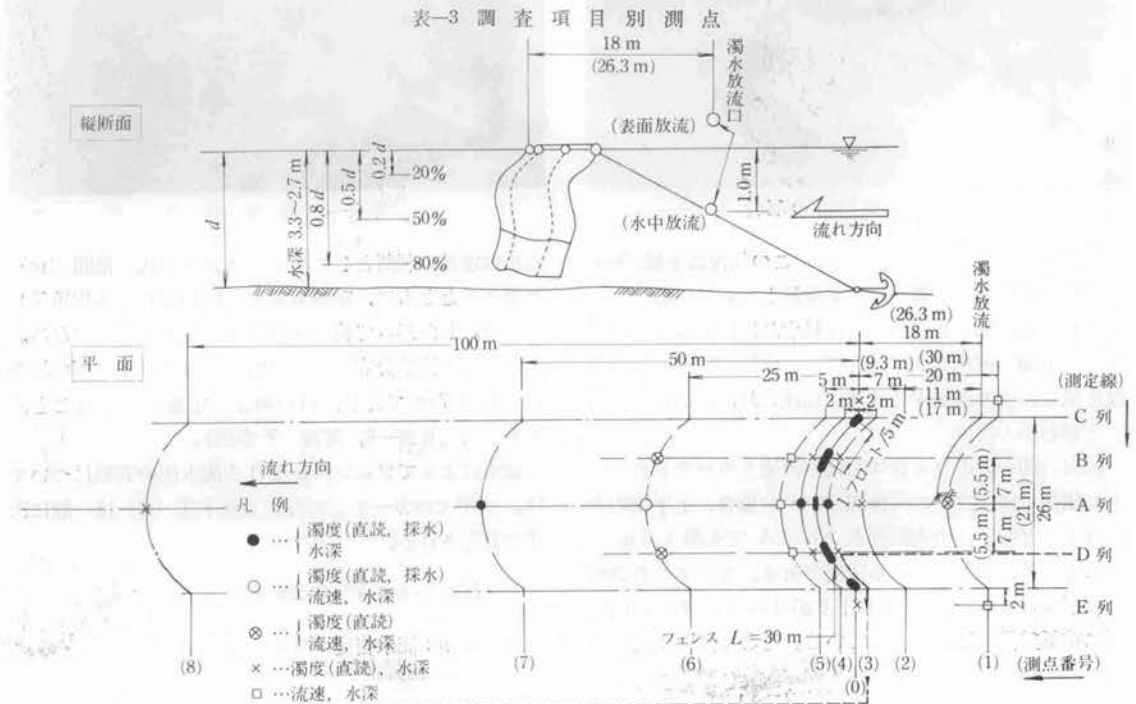 表—3 調査項目別測点
18 m
(26.3 m)
濁水放流口
縦断面
(表面放流)
d
水深 3.3~2.7 m
0.8 d
0.5 d
0.2 d
20%
50%
80%
1.0 m
(水中放流)
流れ方向
濁水放流
(26.3 m)
18 m
平面
100 m
50 m
25 m
(9.3 m)
(30 m)
5 m
7 m
20 m
2 m×2 m
11 m
(17 m)
(測定線)
C 列
フロート5 m
B 列
流れ方向
(5.5 m)
(5.5 m)
7 m
7 m
(21 m)
26 m
A 列
凡例
● … 濁度(直読, 採水)
水深
D 列
○ … 濁度(直読, 採水)
流速, 水深
2 m
E 列
⊗ … 濁度(直読)
流速, 水深
フェンス L=30 m
× …濁度(直読), 水深
□ …流速, 水深
(8)
(7)
(6)
(5)
(4)
(3)
(2)
(1)
(測点番号)
(0)